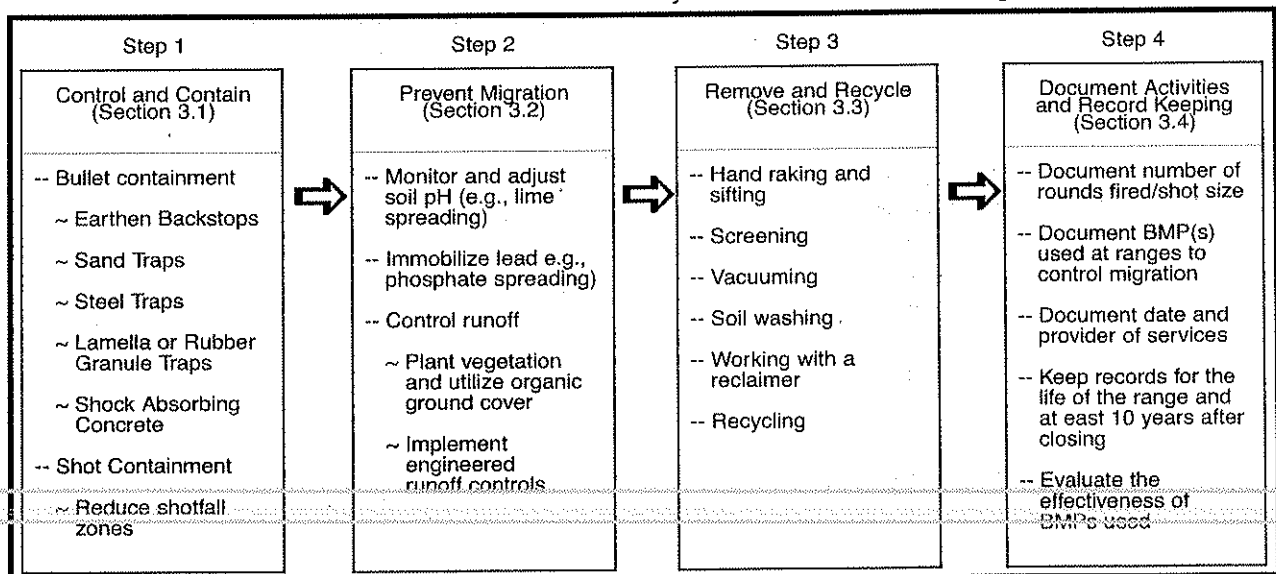 Step 1
Control and Contain
(Section 3.1)
-- Bullet containment
~ Earthen Backstops
~ Sand Traps
~ Steel Traps
~ Lamella or Rubber
Granule Traps
~ Shock Absorbing
Concrete
-- Shot Containment
~ Reduce shotfall
zones
Step 2
Prevent Migration
(Section 3.2)
-- Monitor and adjust
soil pH (e.g., lime
spreading)
-- Immobilize lead e.g.,
phosphate spreading)
-- Control runoff
~ Plant vegetation
and utilize organic
ground cover
~ Implement
engineered
runoff controls
Step 3
Remove and Recycle
(Section 3.3)
-- Hand raking and
sifting
-- Screening
-- Vacuuming
-- Soil washing
-- Working with a
reclaimer
-- Recycling
Step 4
Document Activities
and Record Keeping
(Section 3.4)
-- Document number of
rounds fired/shot size
-- Document BMP(s)
used at ranges to
control migration
-- Document date and
provider of services
-- Keep records for the
life of the range and
at east 10 years after
closing
-- Evaluate the
effectiveness of
BMPs used